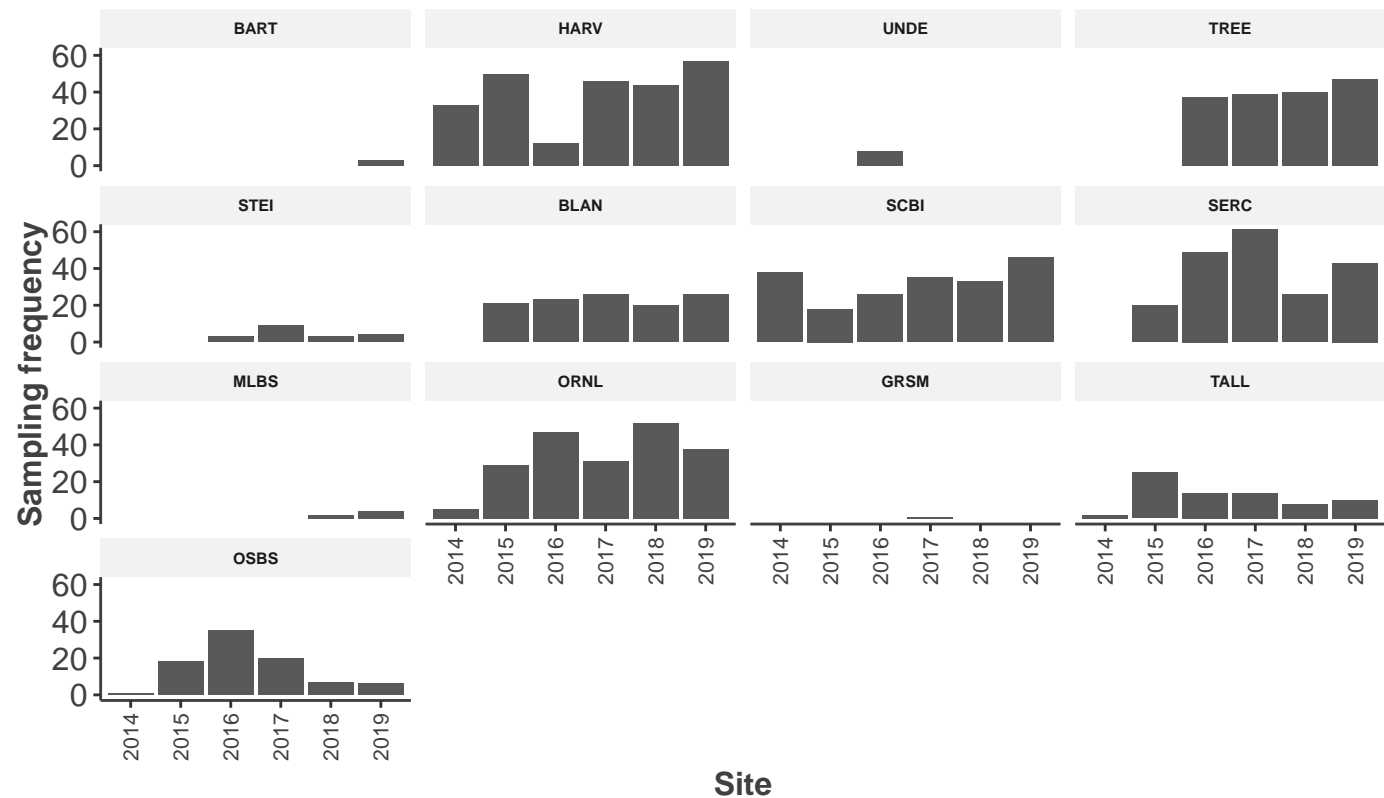 BART HARV UNDE TREE
60
40
20
0
STEI BLAN SCBI SERC
60
40
20
0
Sampling frequency
MLBS ORNL GRSM TALL
60
40
20
0
2014 2015 2016 2017 2018 2019 2014 2015 2016 2017 2018 2019 2014 2015 2016 2017 2018 2019
OSBS
60
40
20
0
2014 2015 2016 2017 2018 2019
Site